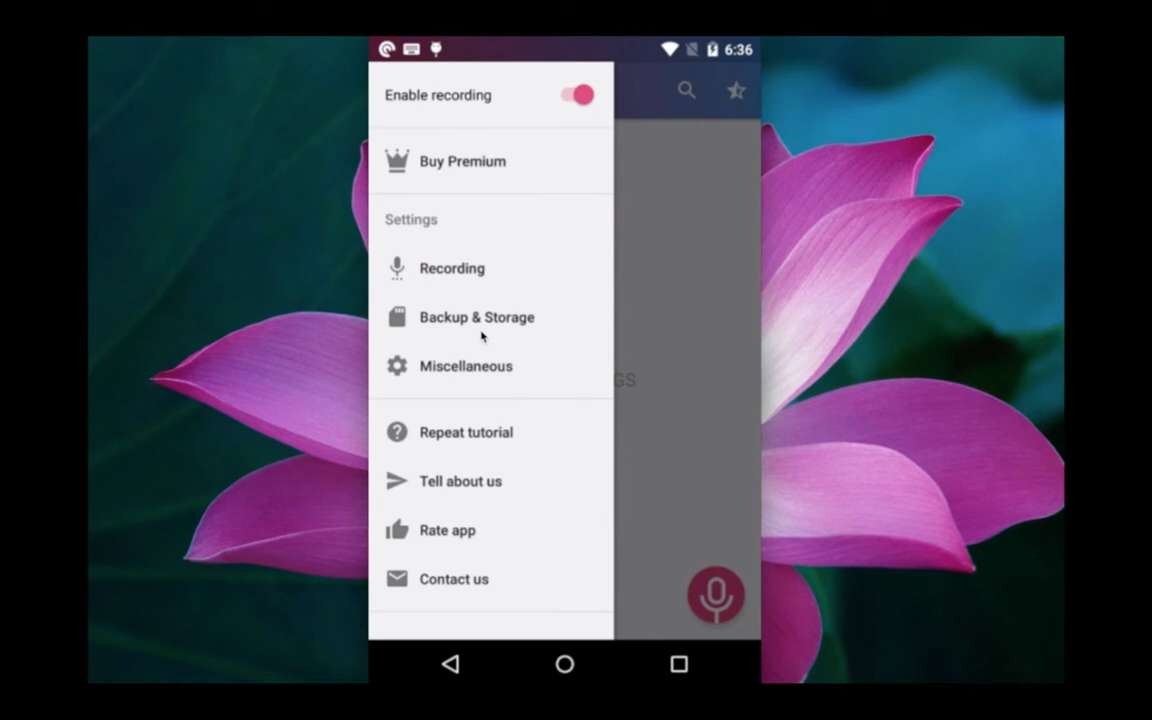 6:36
Enable recording
Buy Premium
Settings
Recording
Backup & Storage
Miscellaneous
GS
Repeat tutorial
Tell about us
Rate app
Contact us